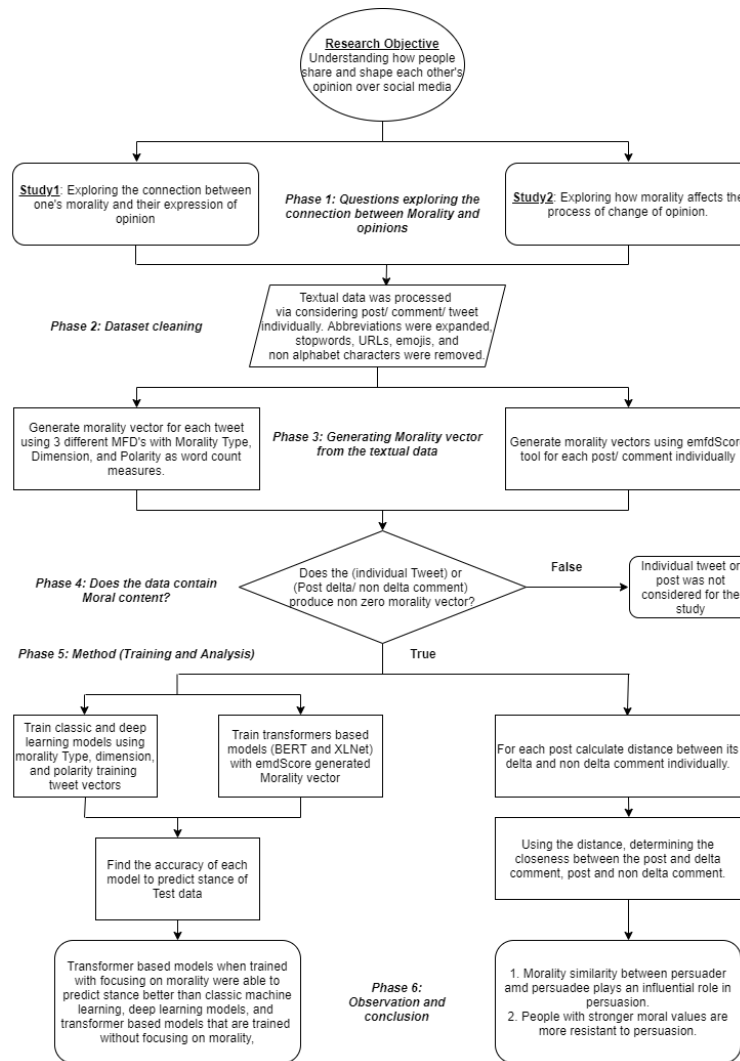 Research Objective
Understanding how people
share and shape each other's
opinion over social media
Study1: Exploring the connection between
one's morality and their expression of
opinion
Phase 1: Questions exploring the
connection between Morality and
opinions
Study2: Exploring how morality affects the
process of change of opinion.
Phase 2: Dataset cleaning
Textual data was processed
via considering post/ comment/ tweet
individually. Abbreviations were expanded,
stopwords, URLs, emojis, and
non alphabet characters were removed.
Generate morality vector for each tweet
using 3 different MFD's with Morality Type,
Dimension, and Polarity as word count
measures.
Phase 3: Generating Morality vector
from the textual data
Generate morality vectors using emfdScore
tool for each post/ comment individually
Phase 4: Does the data contain
Moral content?
Does the (individual Tweet) or
(Post delta/ non delta comment)
produce non zero morality vector?
False
Individual tweet or
post was not
considered for the
study
Phase 5: Method (Training and Analysis)
True
Train classic and deep
learning models using
morality Type, dimension,
and polarity training
tweet vectors
Train transformers based
models (BERT and XLNet)
with emdScore generated
Morality vector
For each post calculate distance between its
delta and non delta comment individually.
Find the accuracy of each
model to predict stance of
Test data
Using the distance, determining the
closeness between the post and delta
comment, post and non delta comment.
Transformer based models when trained
with focusing on morality were able to
predict stance better than classic machine
learning, deep learning models, and
transformer based models that are trained
without focusing on morality,
Phase 6:
Observation and
conclusion
1. Morality similarity between persuader
amd persuadee plays an influential role in
persuasion.
2. People with stronger moral values are
more resistant to persuasion.